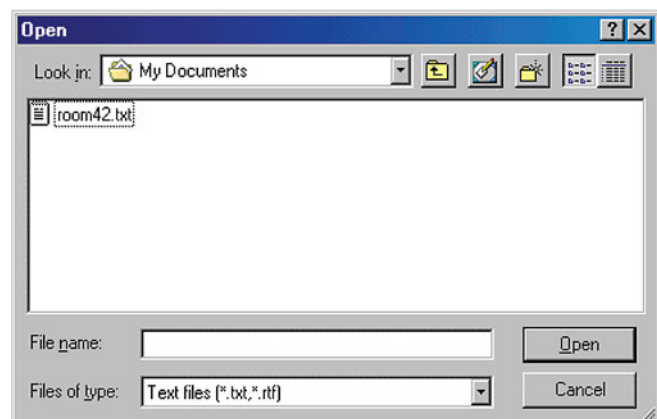 Open
Look in: My Documents
room42.txt
File name:
Open
Files of type: Text files (*.txt,*.rtf)
Cancel